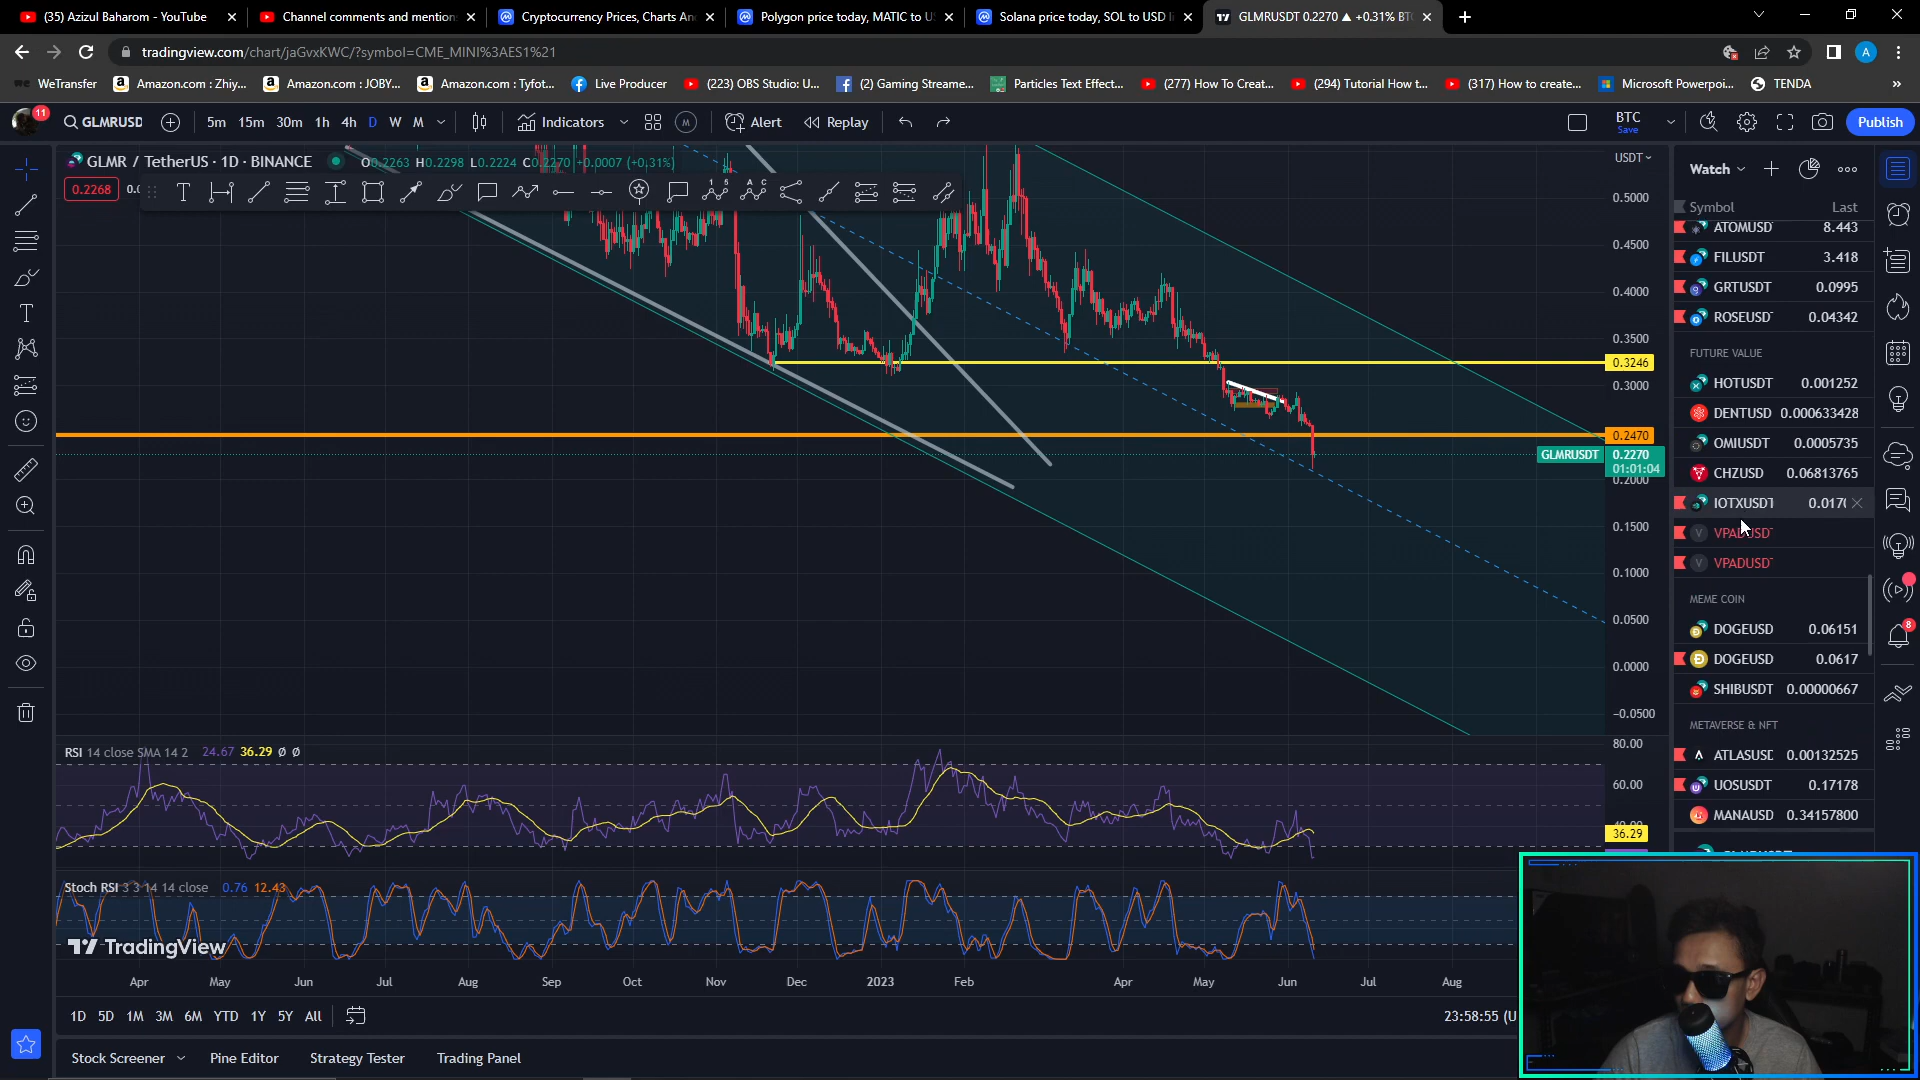 (35) Azizul Baharom - YouTube
Channel comments and mention
Cryptocurrency Prices, Charts An
Polygon price today, MATIC to U
Solana price today, SOL to USD li
GLMRUSDT 0.2270 ▲ +0.31% BT
tradingview.com/chart/jaGvxKWC/?symbol=CME_MINI%3AES1%21
A
WeTransfer
Amazon.com : Zhiy...
Amazon.com : JOBY...
Amazon.com : Tyfot...
Live Producer
(223) OBS Studio: U...
(2) Gaming Streame...
Particles Text Effect...
(277) How To Creat...
(294) Tutorial How t...
(317) How to create...
Microsoft Powerpoi...
TENDA
11
GLMRUSD
5m 15m 30m 1h 4h D W M
Indicators
M
Alert
Replay
BTC
Save
Publish
GLMR / TetherUS · 1D · BINANCE
O0.2263 H0.2298 L0.2224 C0.2270 +0.0007 (+0.31%)
0.2268
USDT
0.5000
0.4500
0.4000
0.3500
0.3246
0.3000
0.2470
GLMRUSDT
0.2270
01:01:04
0.2000
0.1500
0.1000
0.0500
0.0000
−0.0500
RSI 14 close SMA 14 2 24.67 36.29 Ø Ø
80.00
60.00
40.00
36.29
Stoch RSI 3 3 14 14 close 0.76 12.43
TradingView
Apr May Jun Jul Aug Sep Oct Nov Dec 2023 Feb Apr May Jun Jul Aug
1D 5D 1M 3M 6M YTD 1Y 5Y All
23:58:55 (U
Stock Screener
Pine Editor
Strategy Tester
Trading Panel
Watch
Symbol Last
ATOMUSD 8.443
FILUSDT 3.418
GRTUSDT 0.0995
ROSEUSD 0.04342
FUTURE VALUE
HOTUSDT 0.001252
DENTUSD 0.000633428
OMIUSDT 0.0005735
CHZUSD 0.06813765
IOTXUSDT 0.017
VPADUSD
VPADUSD
MEME COIN
DOGEUSD 0.06151
DOGEUSD 0.0617
SHIBUSDT 0.00000667
METAVERSE & NFT
ATLASUSD 0.00132525
UOSUSDT 0.17178
MANAUSD 0.34157800
8